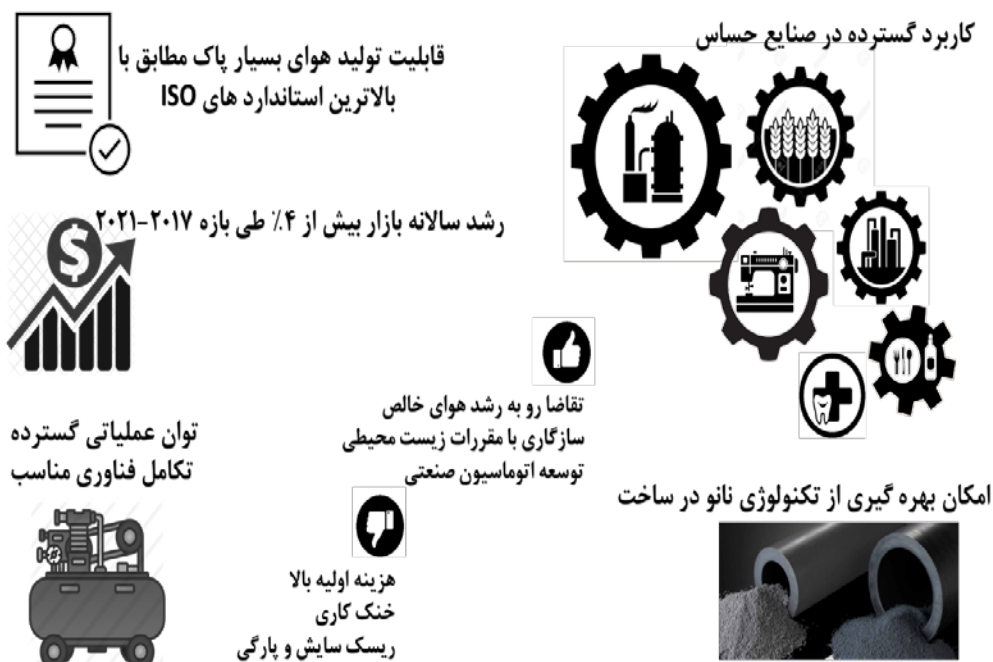 کاربرد گسترده در صنایع حساس
قابلیت تولید هوای بسیار پاک مطابق با
بالاترین استاندارد های ISO
رشد سالانه بازار بیش از ۴٪ طی بازه ۲۰۱۷-۲۰۲۱
تقاضا رو به رشد هوای خالص
سازگاری با مقررات زیست محیطی
توسعه اتوماسیون صنعتی
توان عملیاتی گسترده
تکامل فناوری مناسب
امکان بهره گیری از تکنولوژی نانو در ساخت
هزینه اولیه بالا
خنک کاری
ریسک سایش و پارگی